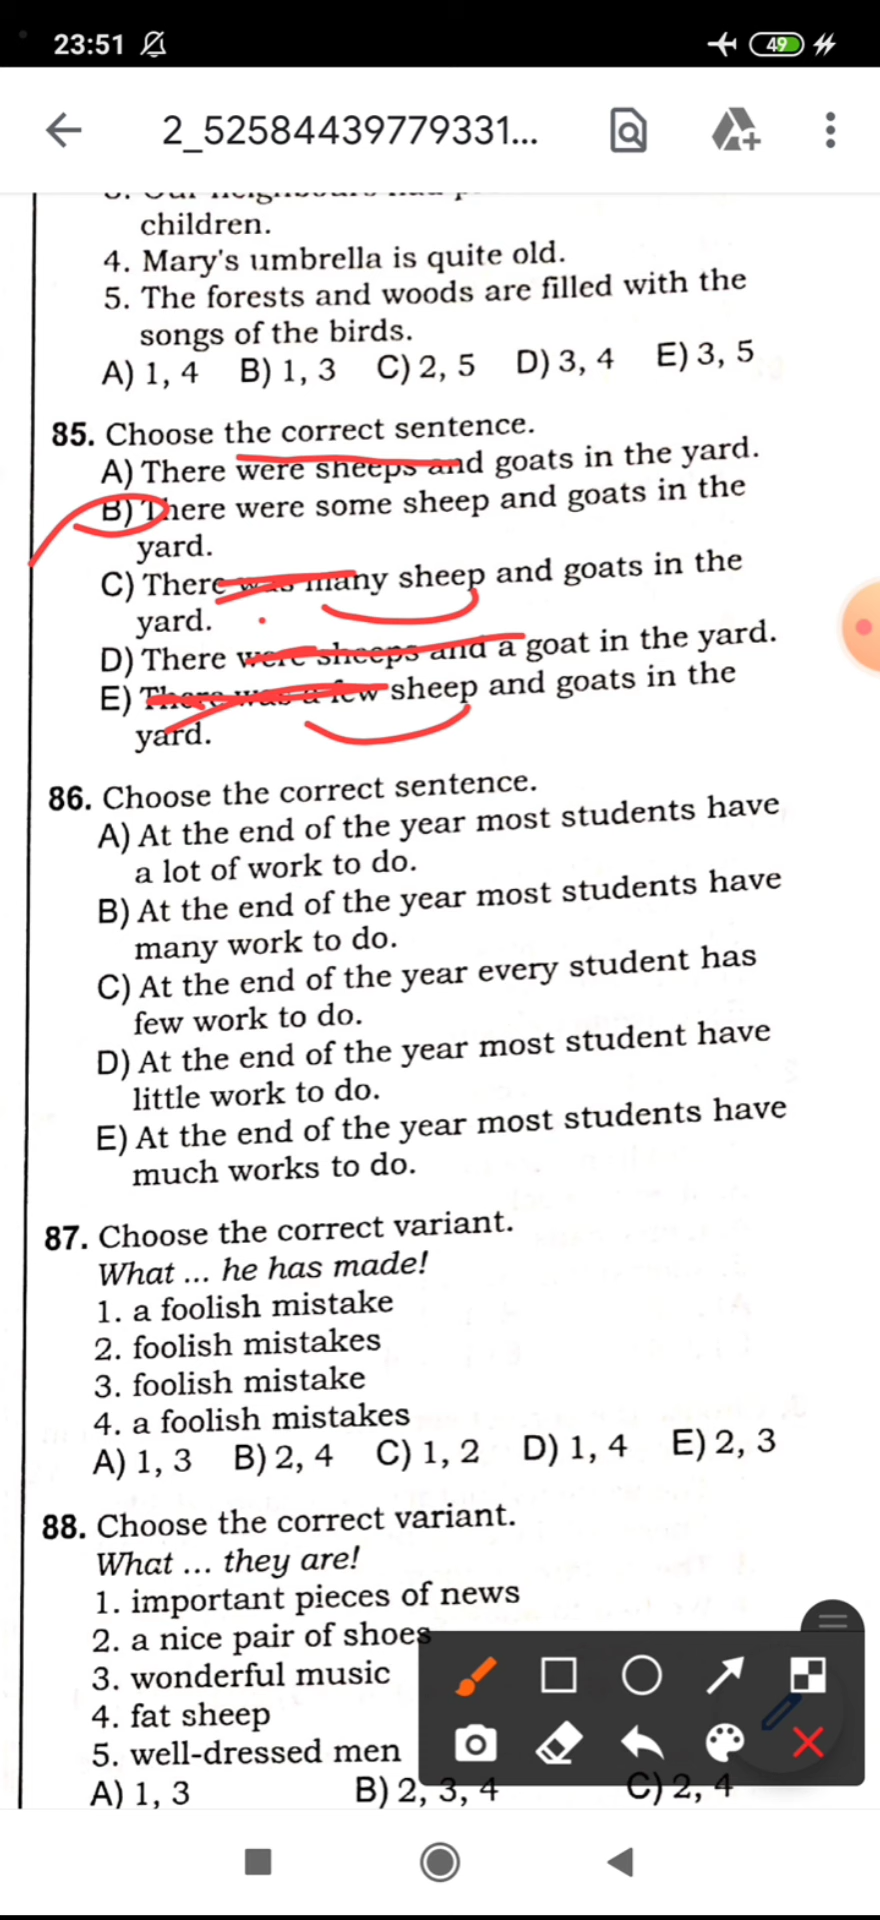 23:51
49
2_52584439779331...
children.
4. Mary's umbrella is quite old.
5. The forests and woods are filled with the
songs of the birds.
A) 1, 4 B) 1, 3 C) 2, 5 D) 3, 4 E) 3, 5
85. Choose the correct sentence.
A) There were sheeps and goats in the yard.
B) There were some sheep and goats in the
yard.
C) There was many sheep and goats in the
yard.
D) There were sheeps and a goat in the yard.
E) There was a few sheep and goats in the
yard.
86. Choose the correct sentence.
A) At the end of the year most students have
a lot of work to do.
B) At the end of the year most students have
many work to do.
C) At the end of the year every student has
few work to do.
D) At the end of the year most student have
little work to do.
E) At the end of the year most students have
much works to do.
87. Choose the correct variant.
What ... he has made!
1. a foolish mistake
2. foolish mistakes
3. foolish mistake
4. a foolish mistakes
A) 1, 3 B) 2, 4 C) 1, 2 D) 1, 4 E) 2, 3
88. Choose the correct variant.
What ... they are!
1. important pieces of news
2. a nice pair of shoes
3. wonderful music
4. fat sheep
5. well-dressed men
A) 1, 3 B) 2, 3, 4 C) 2, 4